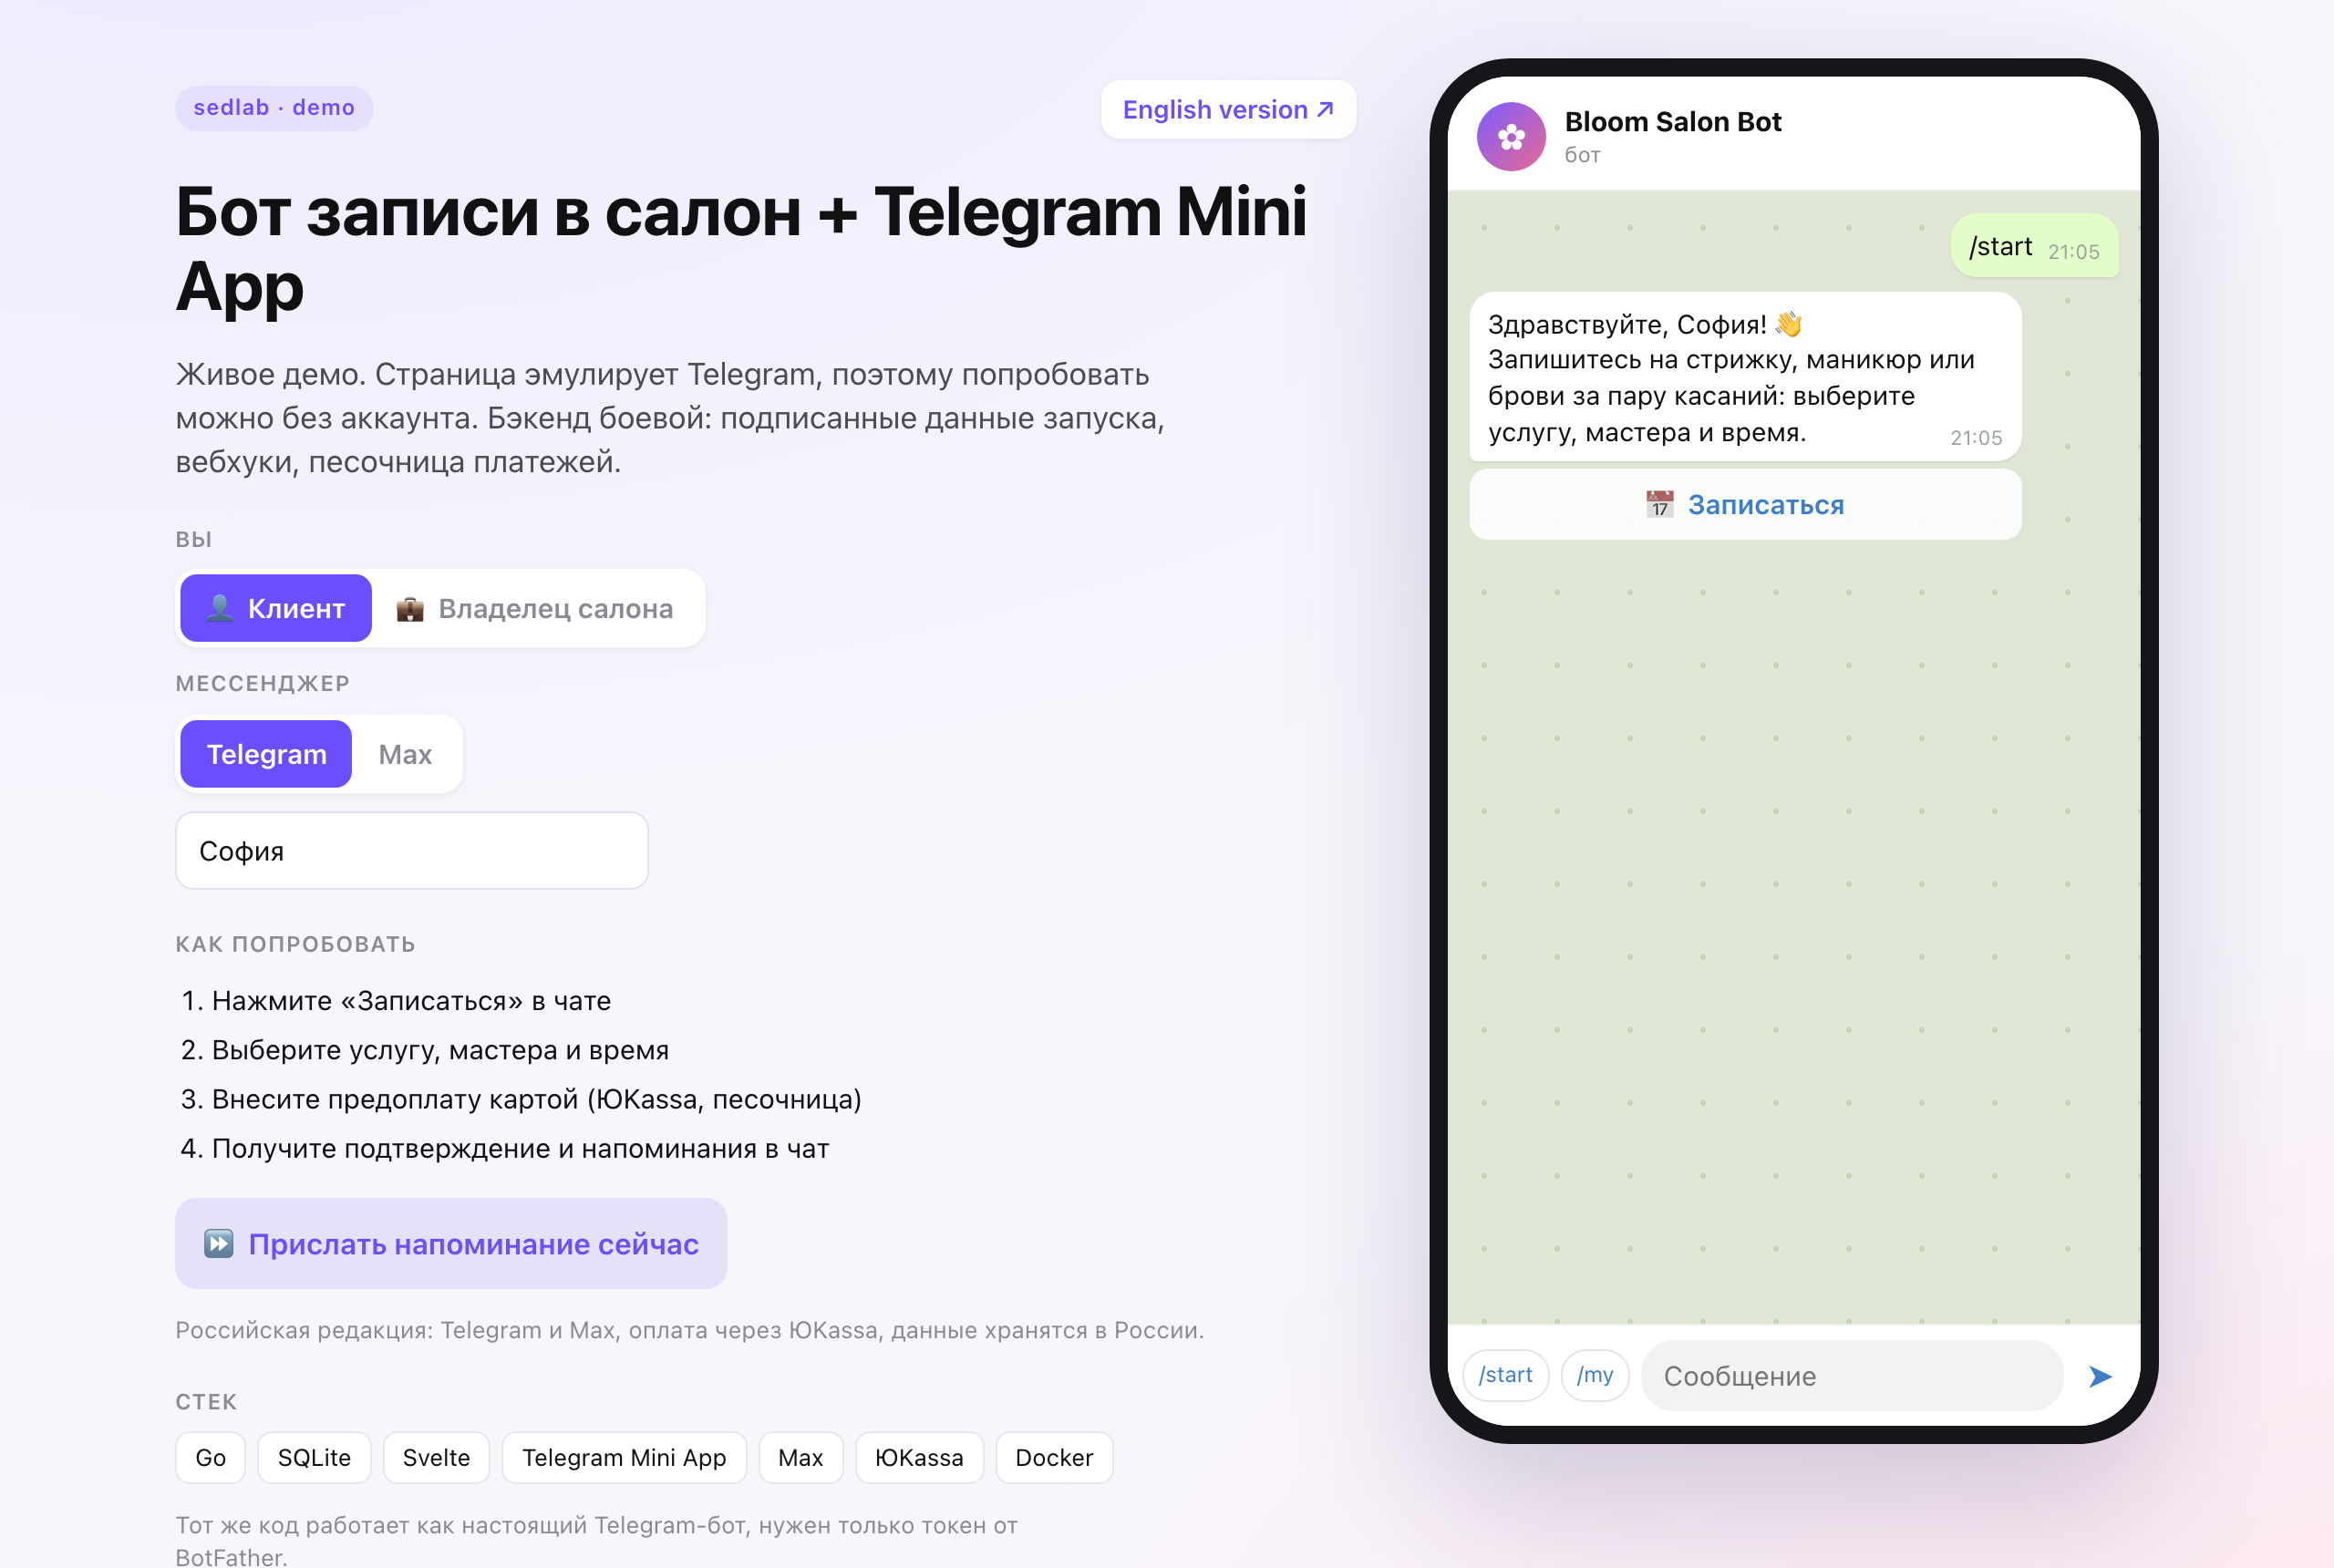 sedlab · demo
English version ↗
Бот записи в салон + Telegram Mini
App
Живое демо. Страница эмулирует Telegram, поэтому попробовать
можно без аккаунта. Бэкенд боевой: подписанные данные запуска,
вебхуки, песочница платежей.
ВЫ
👤 Клиент
💼 Владелец салона
МЕССЕНДЖЕР
Telegram
Max
София
КАК ПОПРОБОВАТЬ
1. Нажмите «Записаться» в чате
2. Выберите услугу, мастера и время
3. Внесите предоплату картой (ЮKassa, песочница)
4. Получите подтверждение и напоминания в чат
⏩ Прислать напоминание сейчас
Российская редакция: Telegram и Max, оплата через ЮKassa, данные хранятся в России.
СТЕК
Go
SQLite
Svelte
Telegram Mini App
Max
ЮKassa
Docker
Тот же код работает как настоящий Telegram-бот, нужен только токен от
BotFather.
Bloom Salon Bot
бот
/start 21:05
Здравствуйте, София! 👋
Запишитесь на стрижку, маникюр или
брови за пару касаний: выберите
услугу, мастера и время. 21:05
📅 Записаться
/start
/my
Сообщение
➤